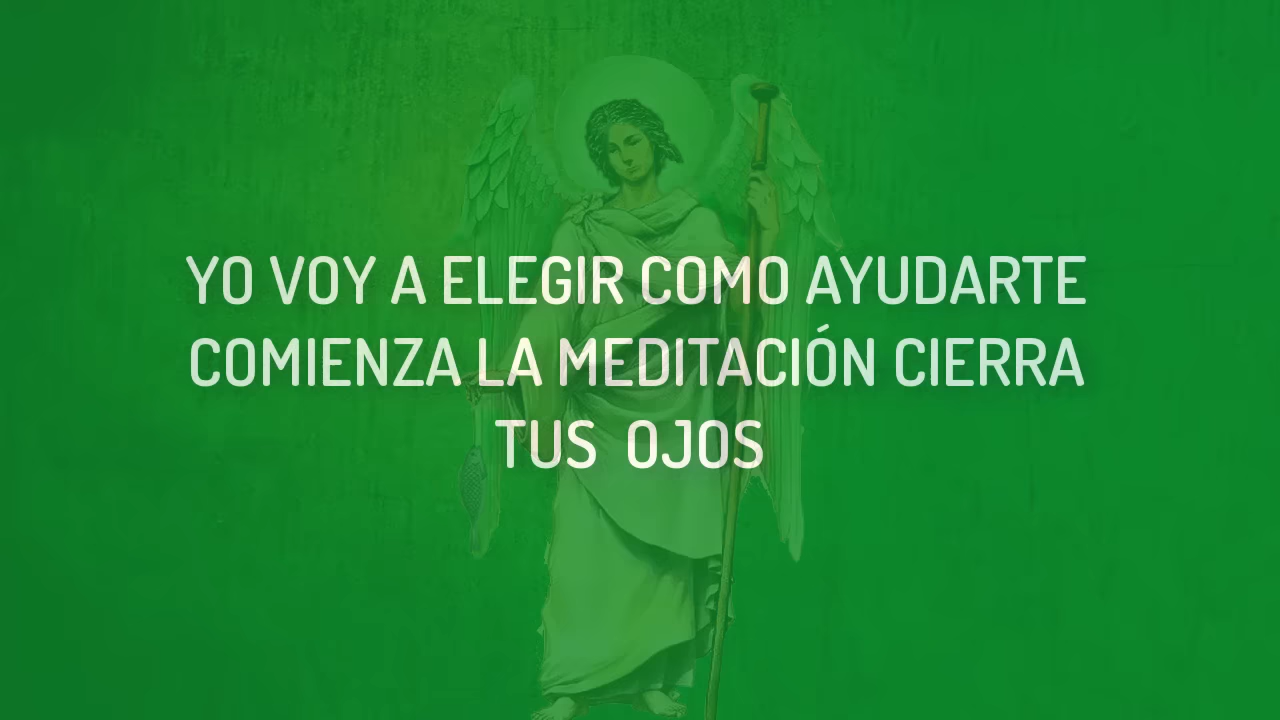 YO VOY A ELEGIR COMO AYUDARTE
COMIENZA LA MEDITACIÓN CIERRA
TUS OJOS